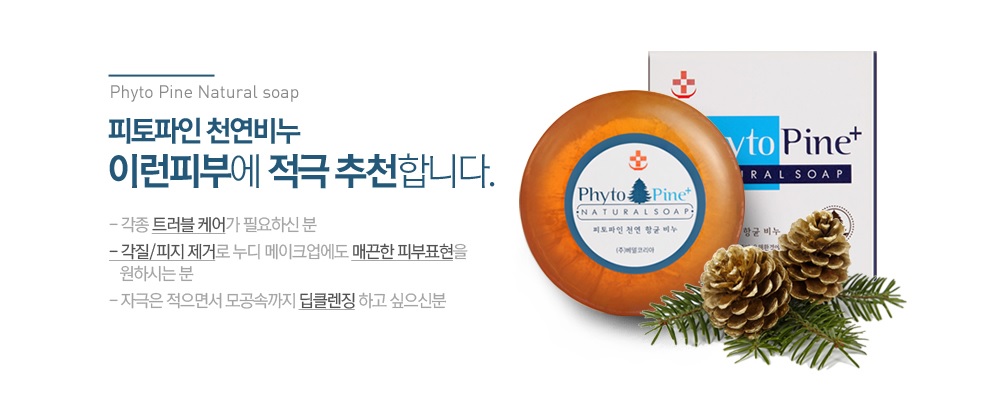 Phyto Pine Natural soap
피토파인 천연비누
이런피부에 적극 추천합니다.
- 각종 트러블 케어가 필요하신 분
- 각질/피지 제거로 누디 메이크업에도 매끈한 피부표현을
원하시는 분
- 자극은 적으면서 모공속까지 딥클렌징 하고 싶으신분
Phyto Pine+
NATURAL SOAP
피토파인 천연 항균 비누
(주)베일코리아
yto Pine+
URAL SOAP
항균 비누